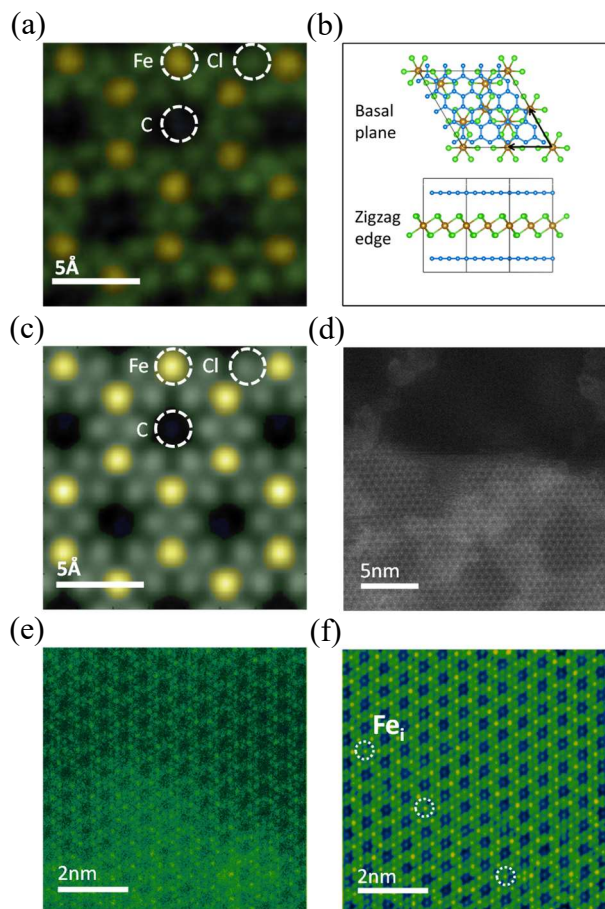 (a)
Fe Cl
C
5Å
(b)
Basal
plane
Zigzag
edge
(c)
Fe Cl
C
5Å
(d)
5nm
(e)
2nm
(f)
Fei
2nm